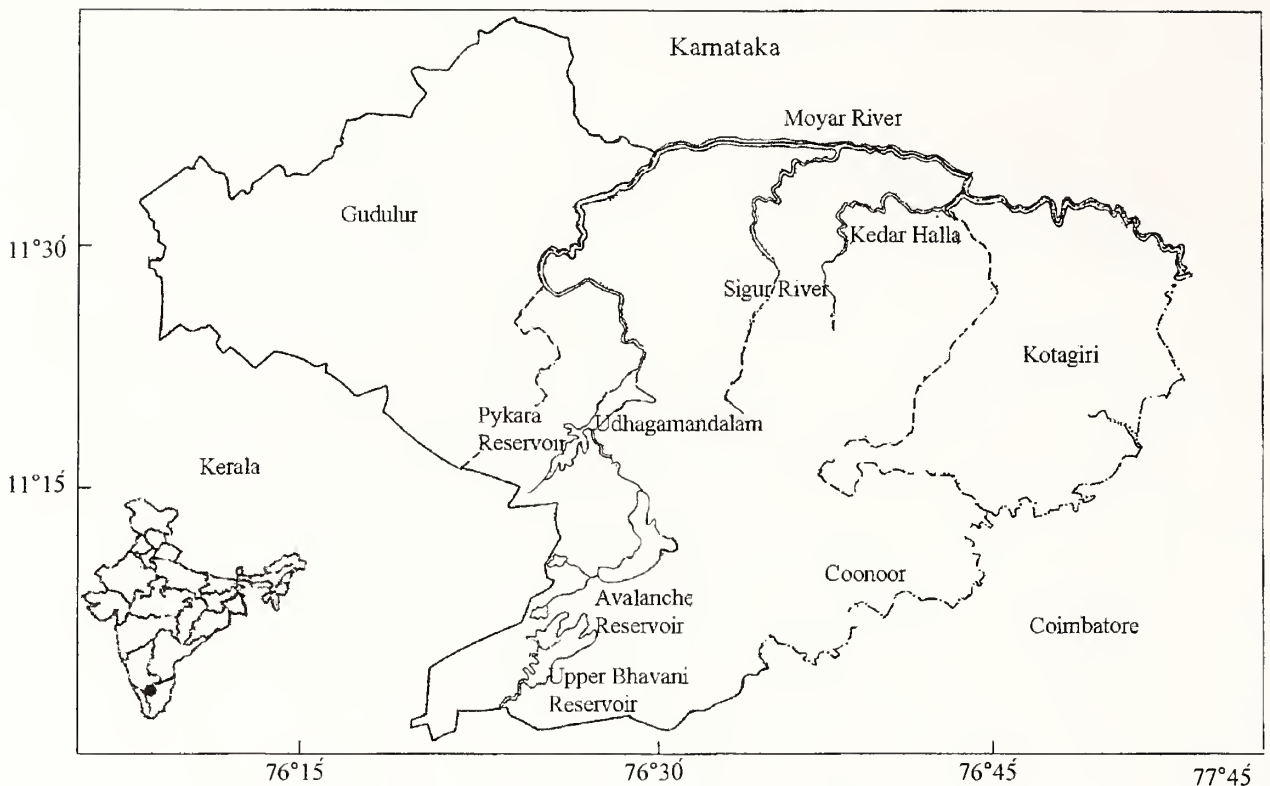 Karnataka
Moyar River
Gudulur
Kedar Halla
11°30
Sigur River
Kotagiri
Pykara
Reservoir
Udhagamandalam
Kerala
11°15
Coonoor
Avalanche
Reservoir
Coimbatore
Upper Bhavani
Reservoir
76°15
76°30
76°45
77°45